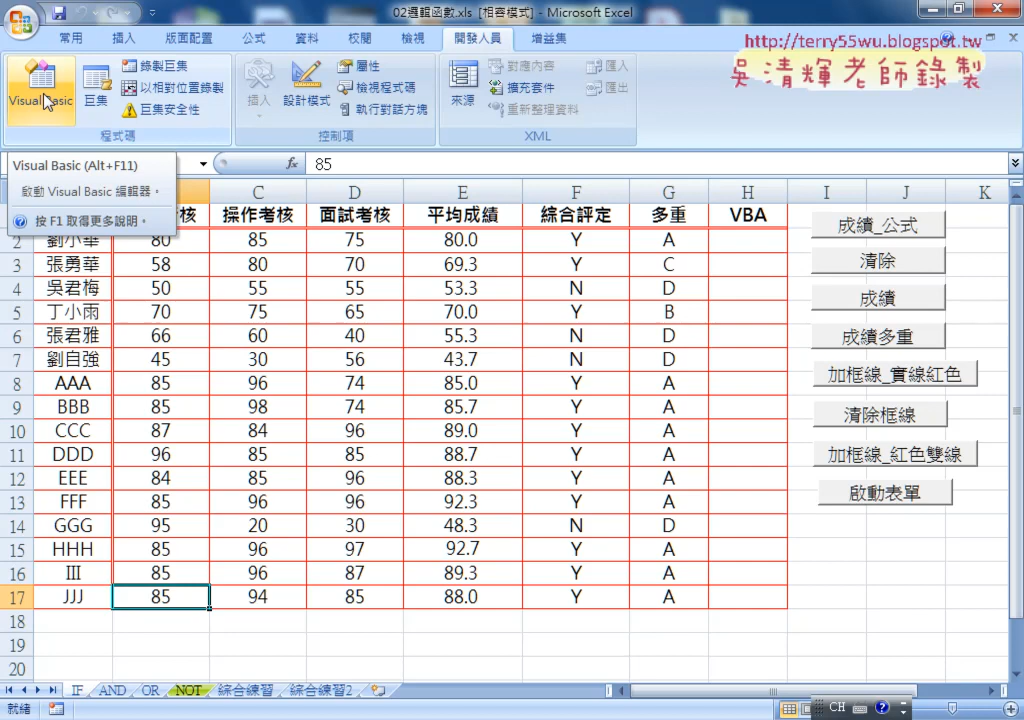 02邏輯函數.xls [相容模式] - Microsoft Excel
常用 插入 版面配置 公式 資料 校閱 檢視 開發人員 增益集
http://terry55wu.blogspot.tw
吳清輝老師錄製
Visual Basic 巨集 錄製巨集 以相對位置錄製 巨集安全性 程式碼
插入 設計模式 屬性 檢視程式碼 執行對話方塊 控制項
來源 對應內容 擴充套件 重新整理資料 匯入 匯出 XML
Visual Basic (Alt+F11)
啟動 Visual Basic 編輯器。
按 F1 取得更多說明。
fx 85
C D E F G H I J K
核 操作考核 面試考核 平均成績 綜合評定 多重 VBA
2 劉小華 80 85 75 80.0 Y A
3 張勇華 58 80 70 69.3 Y C
4 吳君梅 50 55 55 53.3 N D
5 丁小雨 70 75 65 70.0 Y B
6 張君雅 66 60 40 55.3 N D
7 劉自強 45 30 56 43.7 N D
8 AAA 85 96 74 85.0 Y A
9 BBB 85 98 74 85.7 Y A
10 CCC 87 84 96 89.0 Y A
11 DDD 96 85 85 88.7 Y A
12 EEE 84 85 96 88.3 Y A
13 FFF 85 96 96 92.3 Y A
14 GGG 95 20 30 48.3 N D
15 HHH 85 96 97 92.7 Y A
16 III 85 96 87 89.3 Y A
17 JJJ 85 94 85 88.0 Y A
18
19
20
成績_公式
清除
成績
成績多重
加框線_實線紅色
清除框線
加框線_紅色雙線
啟動表單
IF AND OR NOT 綜合練習 綜合練習2
就緒 CH